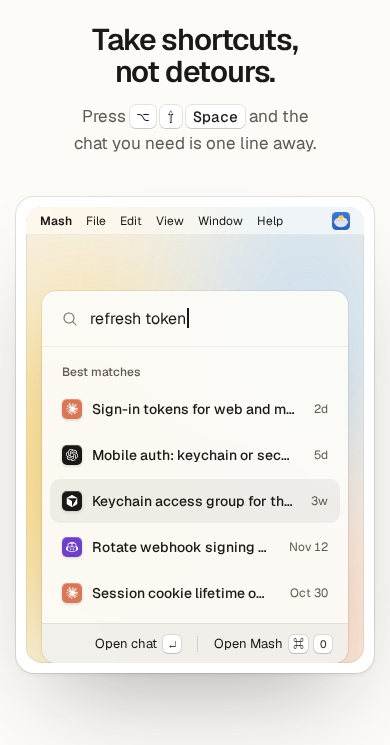 Take shortcuts,
not detours.
Press ⌥ ⇧ Space and the
chat you need is one line away.
Mash File Edit View Window Help
refresh token
Best matches
Sign-in tokens for web and m... 2d
Mobile auth: keychain or sec... 5d
Keychain access group for th... 3w
Rotate webhook signing ... Nov 12
Session cookie lifetime o... Oct 30
Open chat ↵ Open Mash ⌘ 0